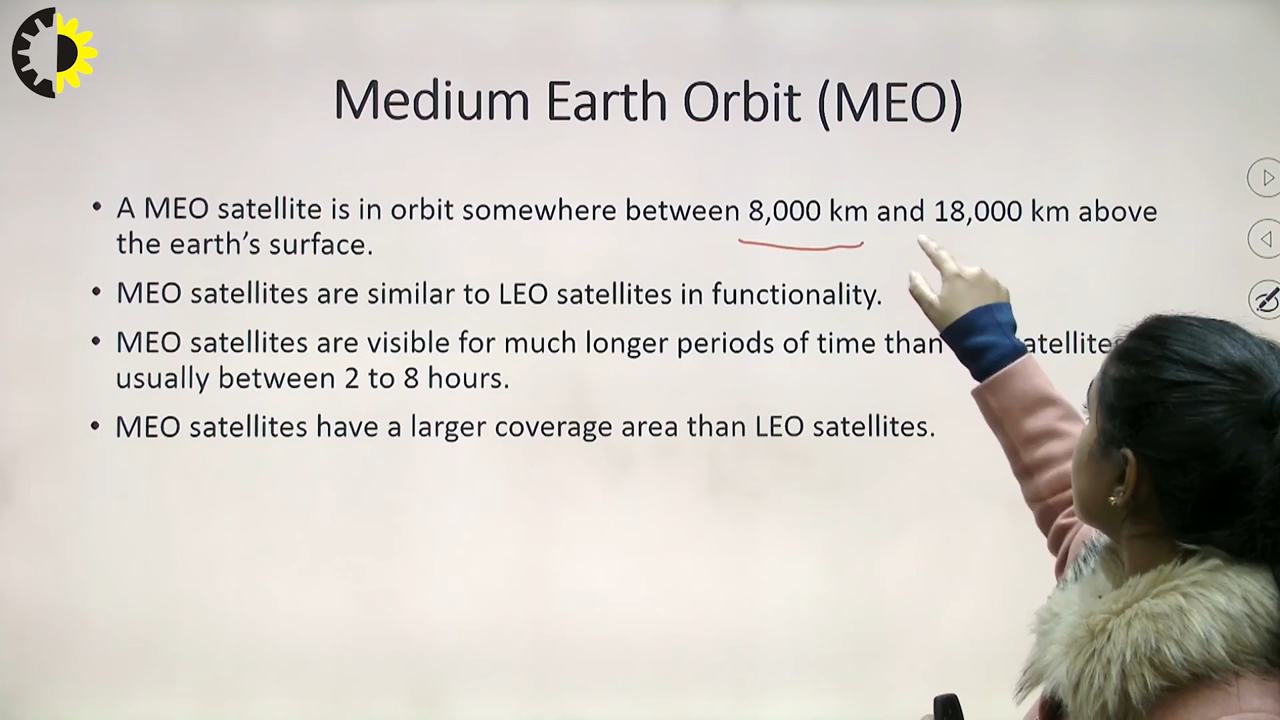 Medium Earth Orbit (MEO)
• A MEO satellite is in orbit somewhere between 8,000 km and 18,000 km above
the earth's surface.
• MEO satellites are similar to LEO satellites in functionality.
• MEO satellites are visible for much longer periods of time than
usually between 2 to 8 hours.
• MEO satellites have a larger coverage area than LEO satellites.